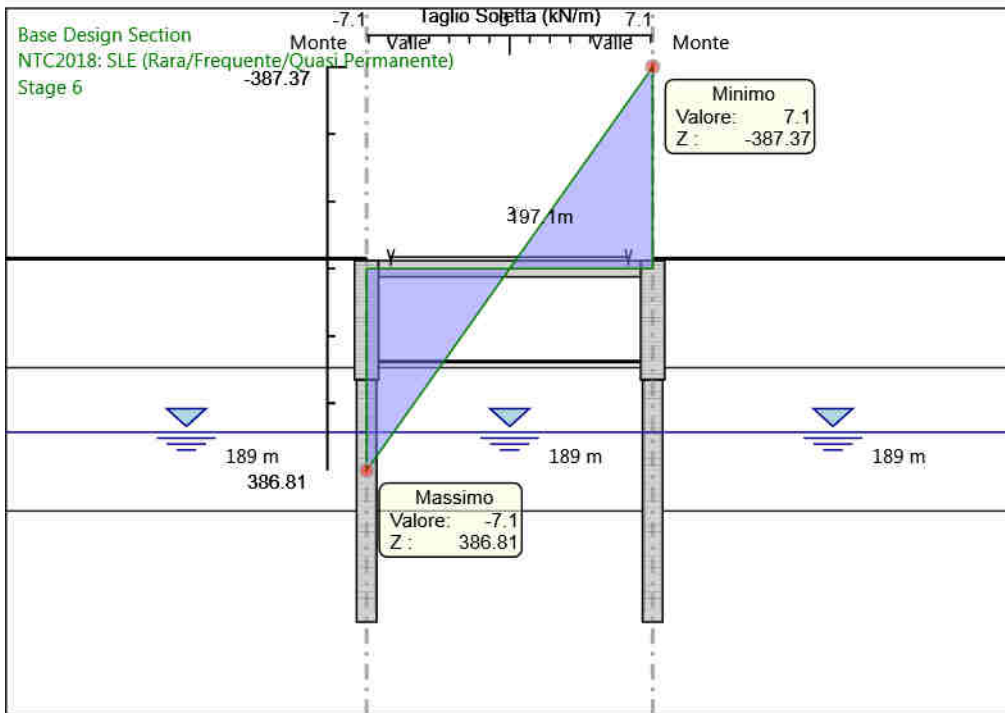 -7.1 Taglio Soletta (kN/m) 7.1
Base Design Section
Monte Valle Valle Monte
NTC2018: SLE (Rara/Frequente/Quasi Permanente)
-387.37
Stage 6
Minimo
Valore: 7.1
Z : -387.37
197.1m
189 m 189 m 189 m
386.81
Massimo
Valore: -7.1
Z : 386.81